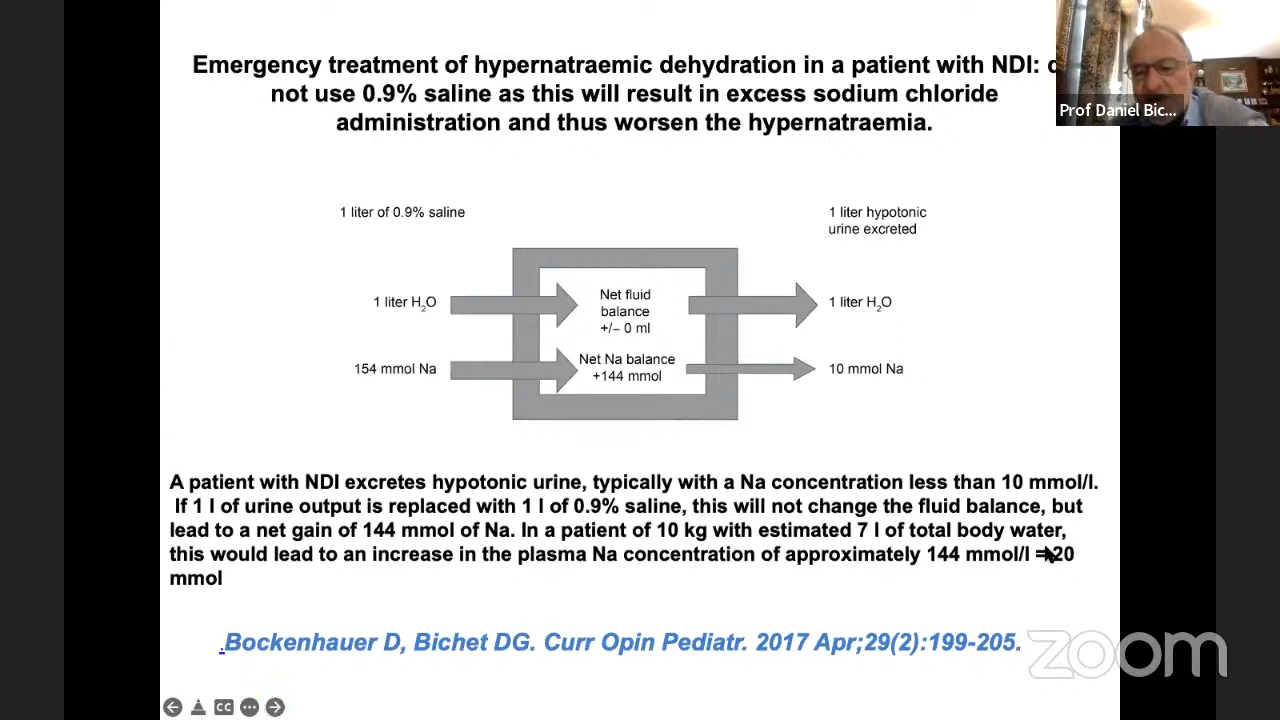 Emergency treatment of hypernatraemic dehydration in a patient with NDI:
not use 0.9% saline as this will result in excess sodium chloride
administration and thus worsen the hypernatraemia.
Prof Daniel Bic...
1 liter of 0.9% saline
1 liter hypotonic
urine excreted
1 liter H₂O
Net fluid
balance
+/– 0 ml
1 liter H₂O
154 mmol Na
Net Na balance
+144 mmol
10 mmol Na
A patient with NDI excretes hypotonic urine, typically with a Na concentration less than 10 mmol/l.
If 1 l of urine output is replaced with 1 l of 0.9% saline, this will not change the fluid balance, but
lead to a net gain of 144 mmol of Na. In a patient of 10 kg with estimated 7 l of total body water,
this would lead to an increase in the plasma Na concentration of approximately 144 mmol/l =20
mmol
.Bockenhauer D, Bichet DG. Curr Opin Pediatr. 2017 Apr;29(2):199-205.
zoom
CC